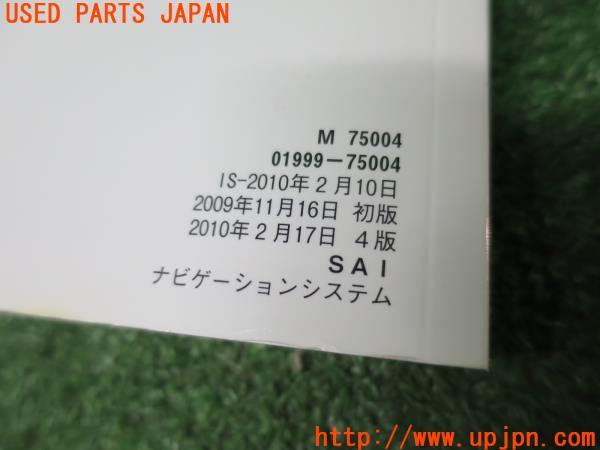 USED PARTS JAPAN
M 75004
01999-75004
IS-2010年2月10日
2009年11月16日 初版
2010年2月17日 4版
SAI
ナビゲーションシステム
http://www.upjpn.com/